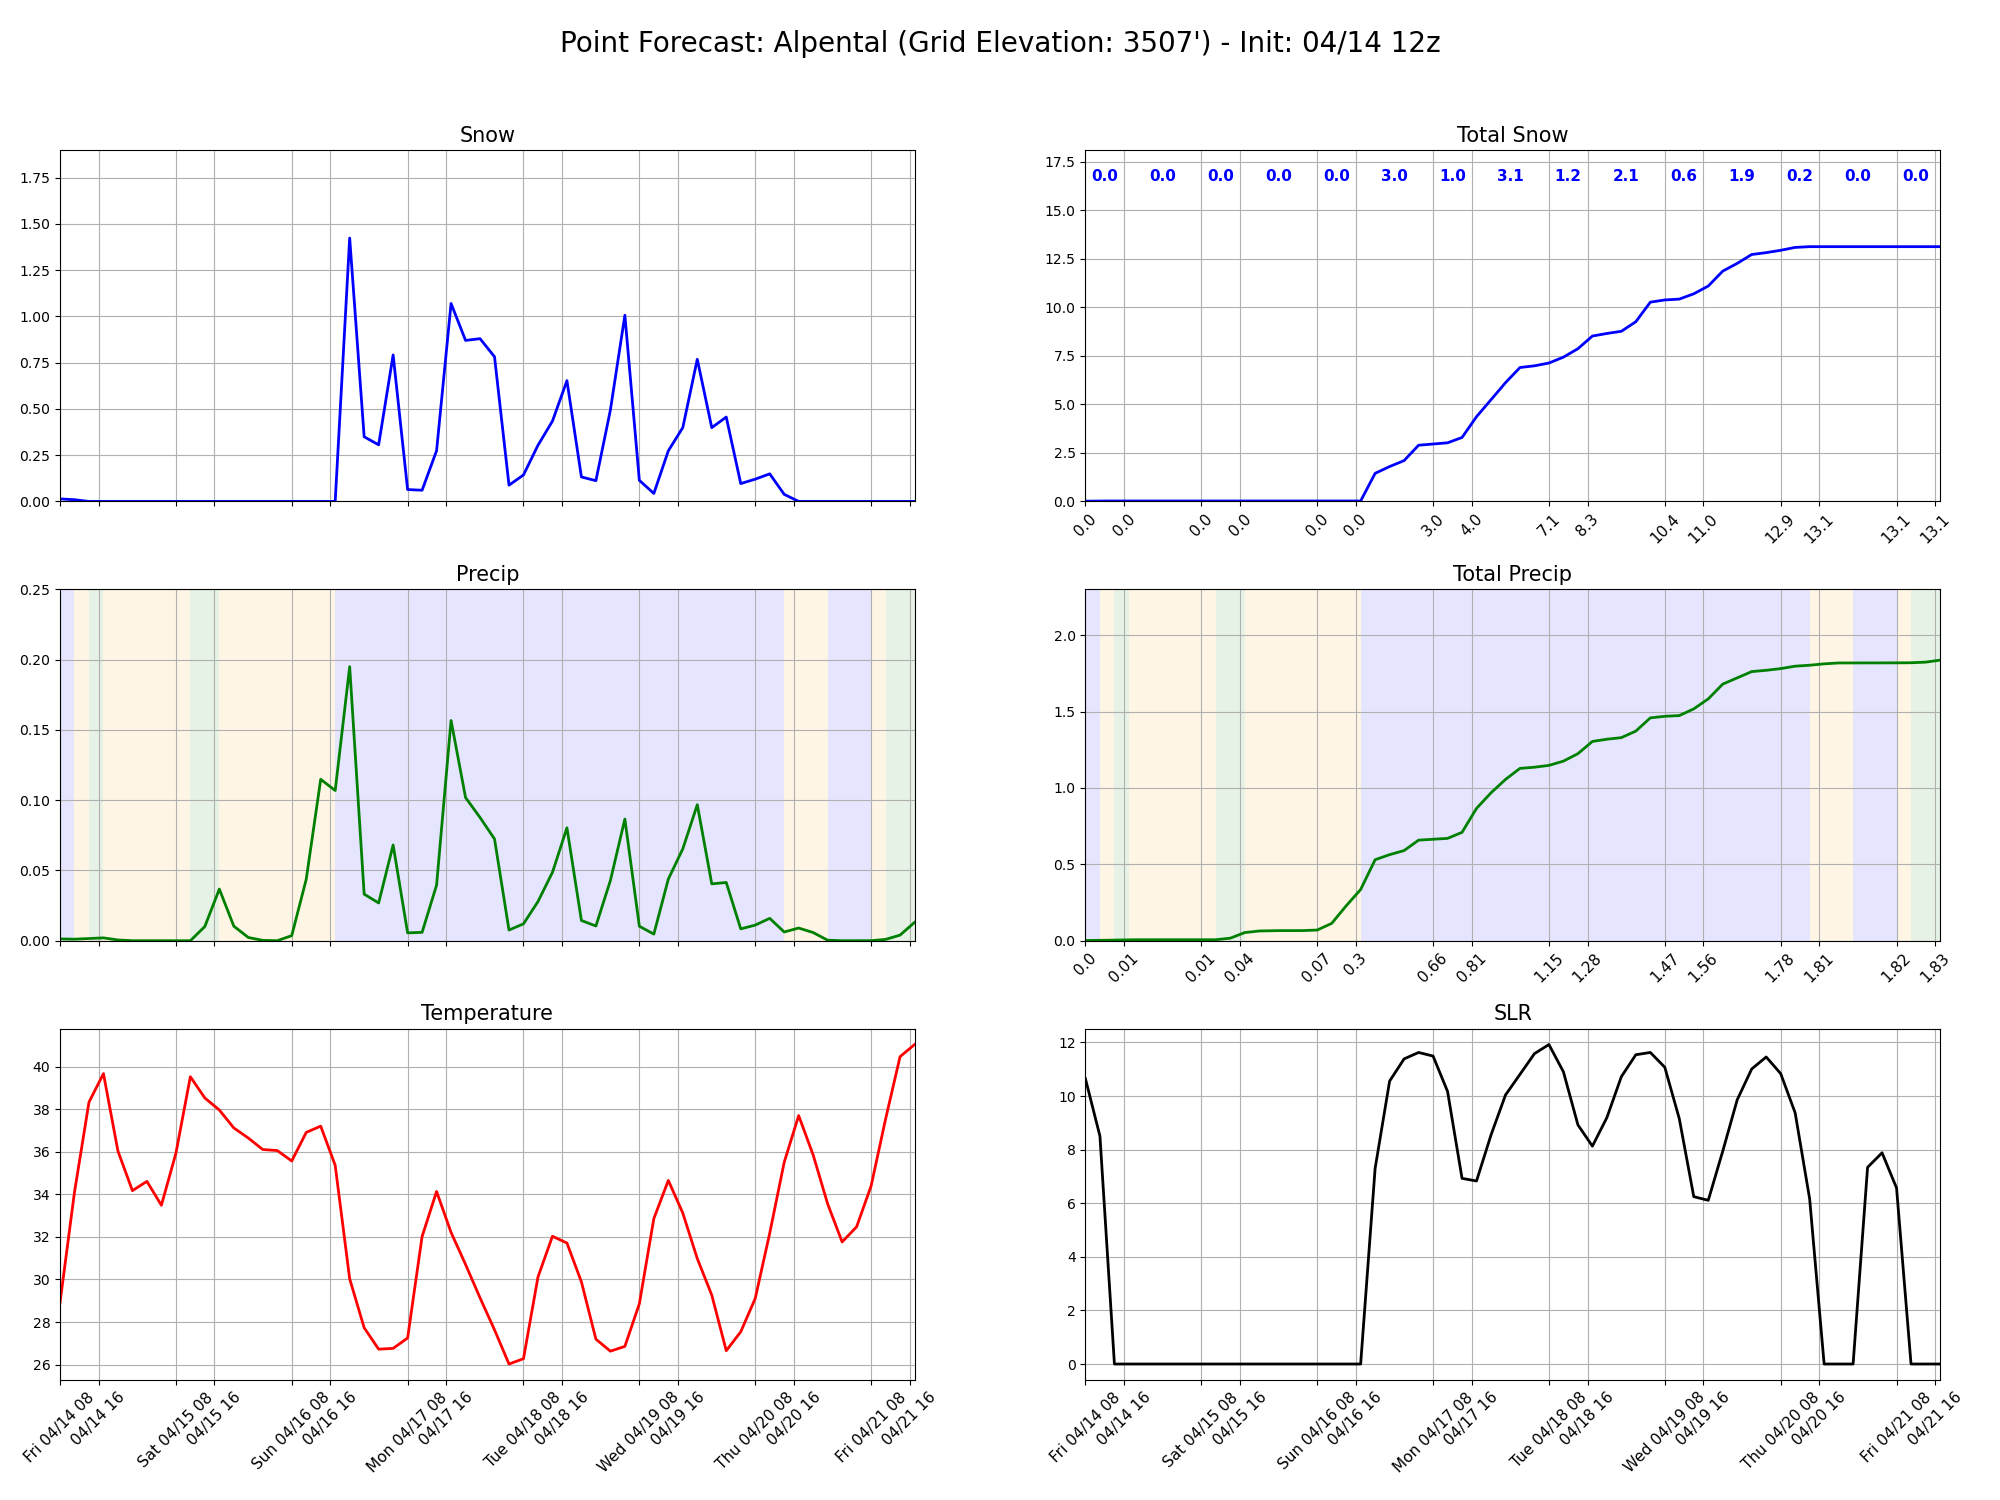 Point Forecast: Alpental (Grid Elevation: 3507') - Init: 04/14 12z
Snow
1.75
1.50
1.25
1.00
0.75
0.50
0.25
0.00
Total Snow
17.5
15.0
12.5
10.0
7.5
5.0
2.5
0.0
0.0 0.0 0.0 0.0 0.0 3.0 1.0 3.1 1.2 2.1 0.6 1.9 0.2 0.0 0.0
0.0 0.0 0.0 0.0 0.0 0.0 3.0 4.0 7.1 8.3 10.4 11.0 12.9 13.1 13.1 13.1
Precip
0.25
0.20
0.15
0.10
0.05
0.00
Total Precip
2.0
1.5
1.0
0.5
0.0
0.0 0.01 0.01 0.04 0.07 0.3 0.66 0.81 1.15 1.28 1.47 1.56 1.78 1.81 1.82 1.83
Temperature
40
38
36
34
32
30
28
26
Fri 04/14 08
04/14 16
Sat 04/15 08
04/15 16
Sun 04/16 08
04/16 16
Mon 04/17 08
04/17 16
Tue 04/18 08
04/18 16
Wed 04/19 08
04/19 16
Thu 04/20 08
04/20 16
Fri 04/21 08
04/21 16
SLR
12
10
8
6
4
2
0
Fri 04/14 08
04/14 16
Sat 04/15 08
04/15 16
Sun 04/16 08
04/16 16
Mon 04/17 08
04/17 16
Tue 04/18 08
04/18 16
Wed 04/19 08
04/19 16
Thu 04/20 08
04/20 16
Fri 04/21 08
04/21 16